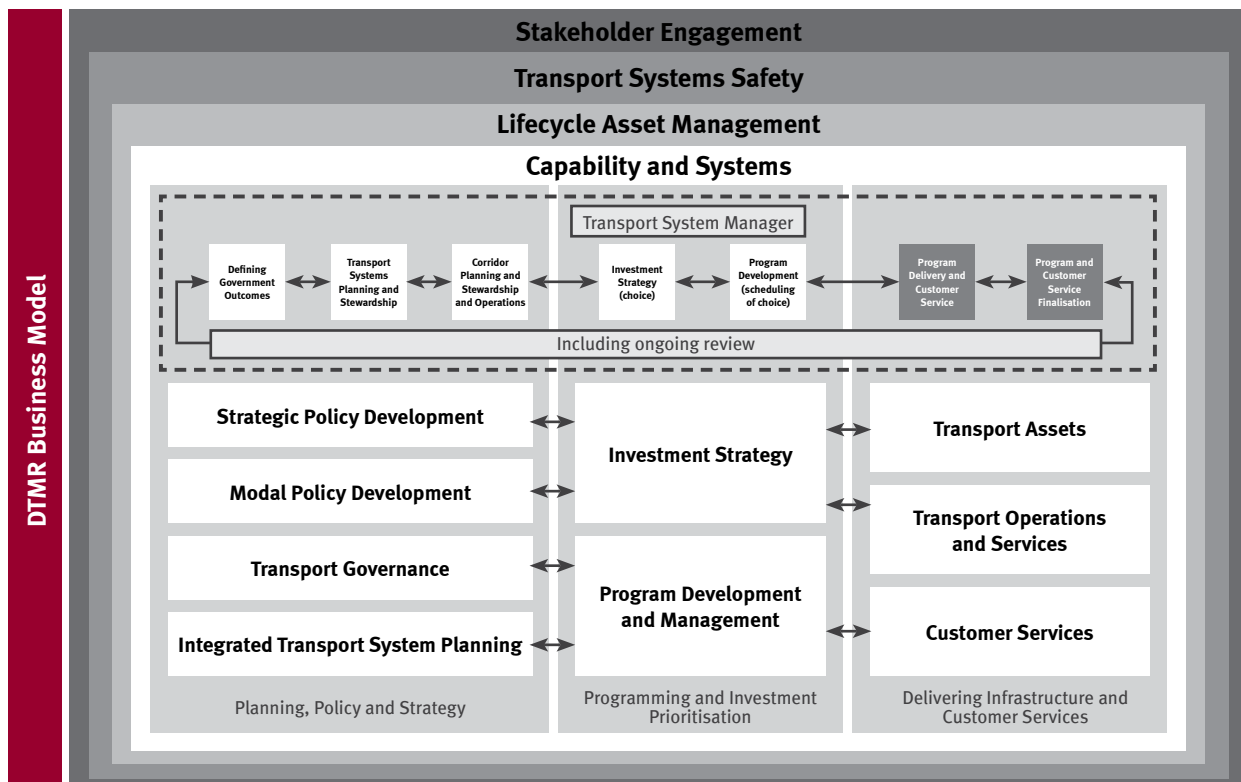 DTMR Business Model
Stakeholder Engagement
Transport Systems Safety
Lifecycle Asset Management
Capability and Systems
Transport System Manager
Defining
Government
Outcomes
Transport
Systems
Planning and
Stewardship
Corridor
Planning and
Stewardship
and Operations
Investment
Strategy
(choice)
Program
Development
(scheduling
of choice)
Program
Delivery and
Customer
Service
Program and
Customer
Service
Finalisation
Including ongoing review
Strategic Policy Development
Modal Policy Development
Transport Governance
Integrated Transport System Planning
Planning, Policy and Strategy
Investment Strategy
Program Development
and Management
Programming and Investment
Prioritisation
Transport Assets
Transport Operations
and Services
Customer Services
Delivering Infrastructure and
Customer Services